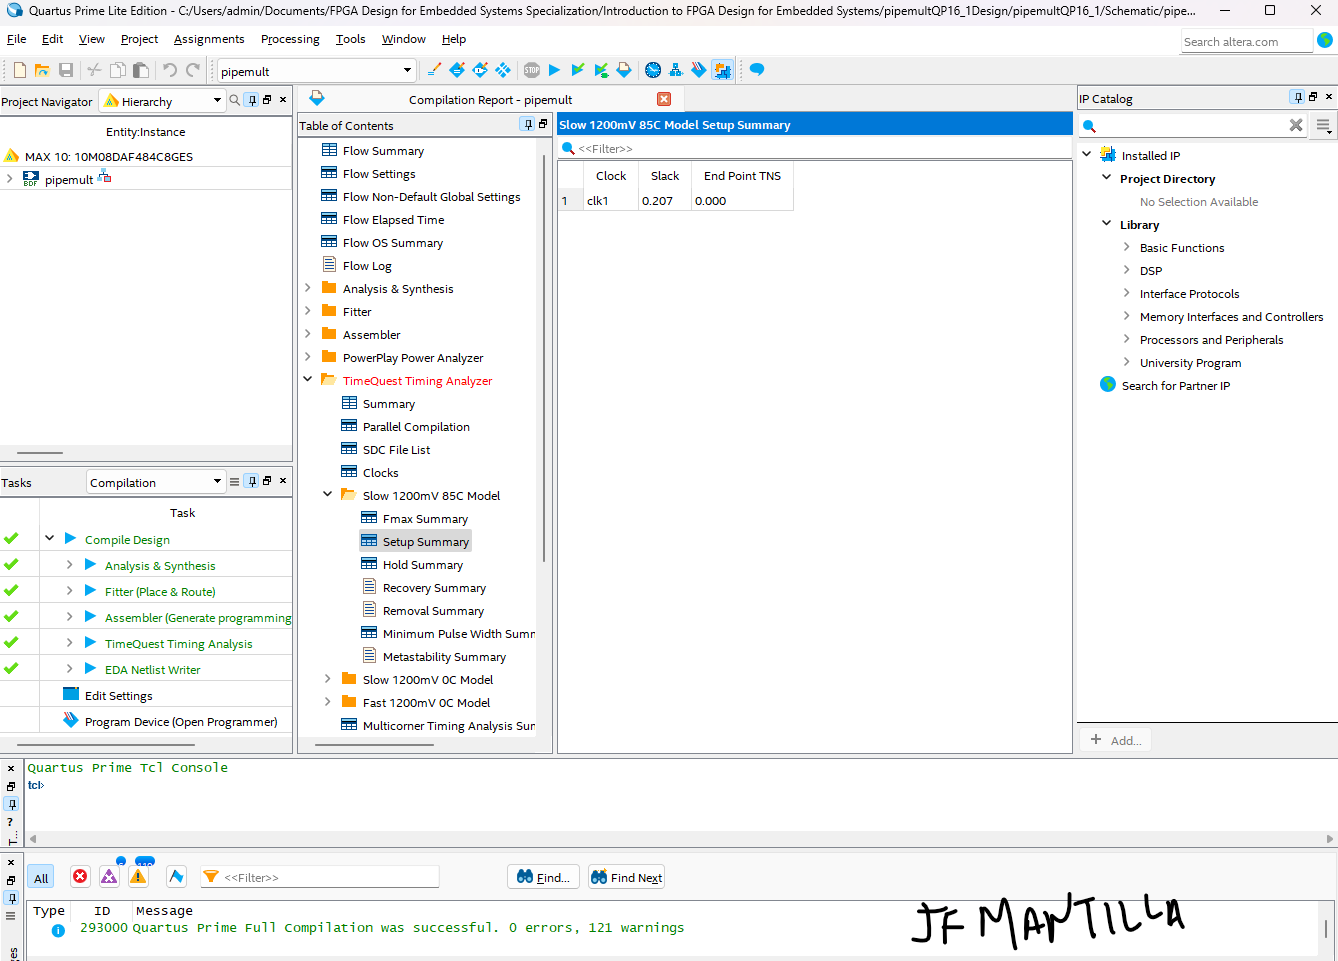 Quartus Prime Lite Edition - C:/Users/admin/Documents/FPGA Design for Embedded Systems Specialization/Introduction to FPGA Design for Embedded Systems/pipemultQP16_1Design/pipemultQP16_1/Schematic/pipe...
File Edit View Project Assignments Processing Tools Window Help
Search altera.com
pipemult
Project Navigator Hierarchy
Entity:Instance
MAX 10: 10M08DAF484C8GES
BDF pipemult
Tasks Compilation
Task
Compile Design
Analysis & Synthesis
Fitter (Place & Route)
Assembler (Generate programming
TimeQuest Timing Analysis
EDA Netlist Writer
Edit Settings
Program Device (Open Programmer)
Compilation Report - pipemult
Table of Contents
Flow Summary
Flow Settings
Flow Non-Default Global Settings
Flow Elapsed Time
Flow OS Summary
Flow Log
Analysis & Synthesis
Fitter
Assembler
PowerPlay Power Analyzer
TimeQuest Timing Analyzer
Summary
Parallel Compilation
SDC File List
Clocks
Slow 1200mV 85C Model
Fmax Summary
Setup Summary
Hold Summary
Recovery Summary
Removal Summary
Minimum Pulse Width Summ
Metastability Summary
Slow 1200mV 0C Model
Fast 1200mV 0C Model
Multicorner Timing Analysis Sum
Slow 1200mV 85C Model Setup Summary
<<Filter>>
Clock Slack End Point TNS
1 clk1 0.207 0.000
IP Catalog
Installed IP
Project Directory
No Selection Available
Library
Basic Functions
DSP
Interface Protocols
Memory Interfaces and Controllers
Processors and Peripherals
University Program
Search for Partner IP
+ Add...
Quartus Prime Tcl Console
tcl>
All <<Filter>> Find... Find Next
Type ID Message
293000 Quartus Prime Full Compilation was successful. 0 errors, 121 warnings
JF MANTILLA